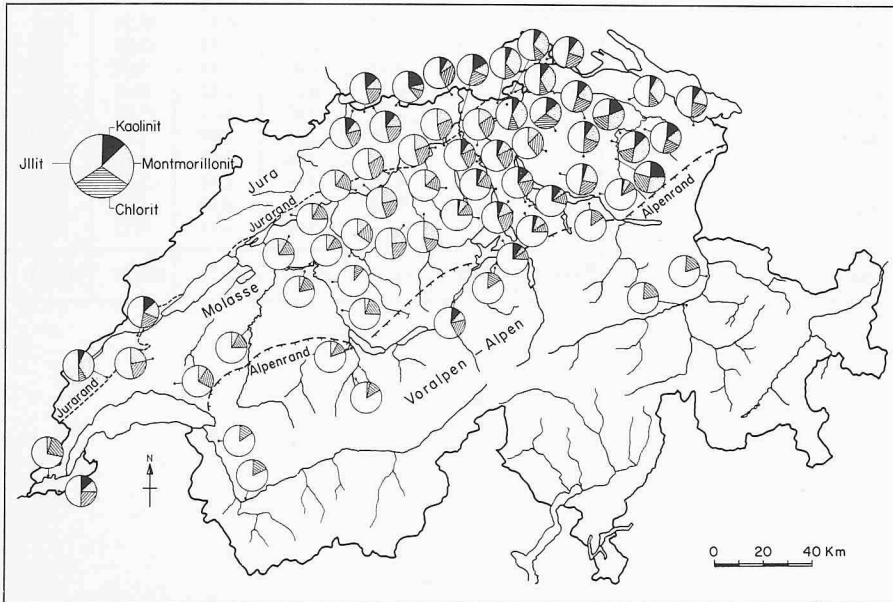 Kaolinit
Jllit
Montmorillonit
Chlorit
Jura
Jurarand
Alpenrand
Molasse
Voralpen - Alpen
Alpenrand
Jurarand
N
0 20 40 Km